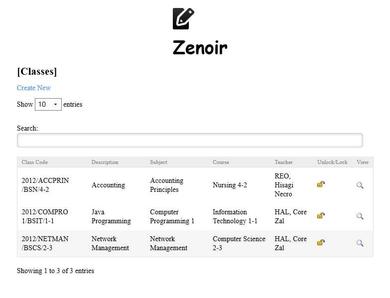 Zenoir
[Classes]
Create New
Show 10 entries
Search:
Class Code Description Subject Course Teacher Unlock/Lock View
2012/ACCPRIN
/BSN/4-2 Accounting Accounting
Principles Nursing 4-2 REO,
Hisagi
Necro
2012/COMPRO
1/BSIT/1-1 Java
Programming Computer
Programming 1 Information
Technology 1-1 HAL, Core
Zal
2012/NETMAN
/BSCS/2-3 Network
Management Network
Management Computer Science
2-3 HAL, Core
Zal
Showing 1 to 3 of 3 entries